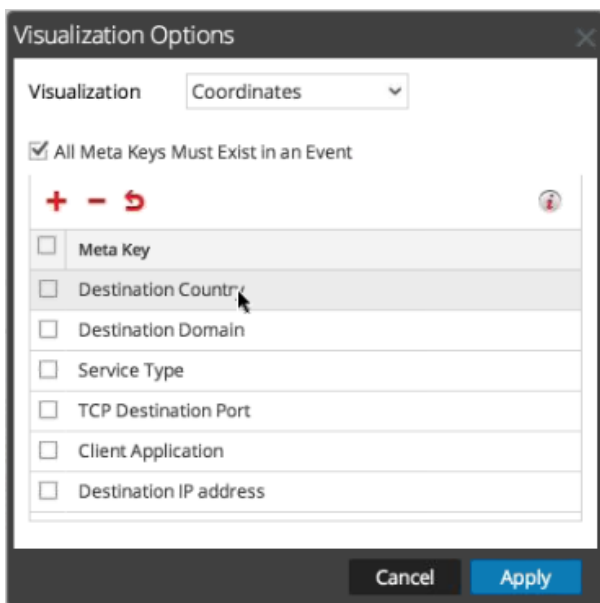 Visualization Options
Visualization Coordinates
All Meta Keys Must Exist in an Event
Meta Key
Destination Country
Destination Domain
Service Type
TCP Destination Port
Client Application
Destination IP address
Cancel Apply